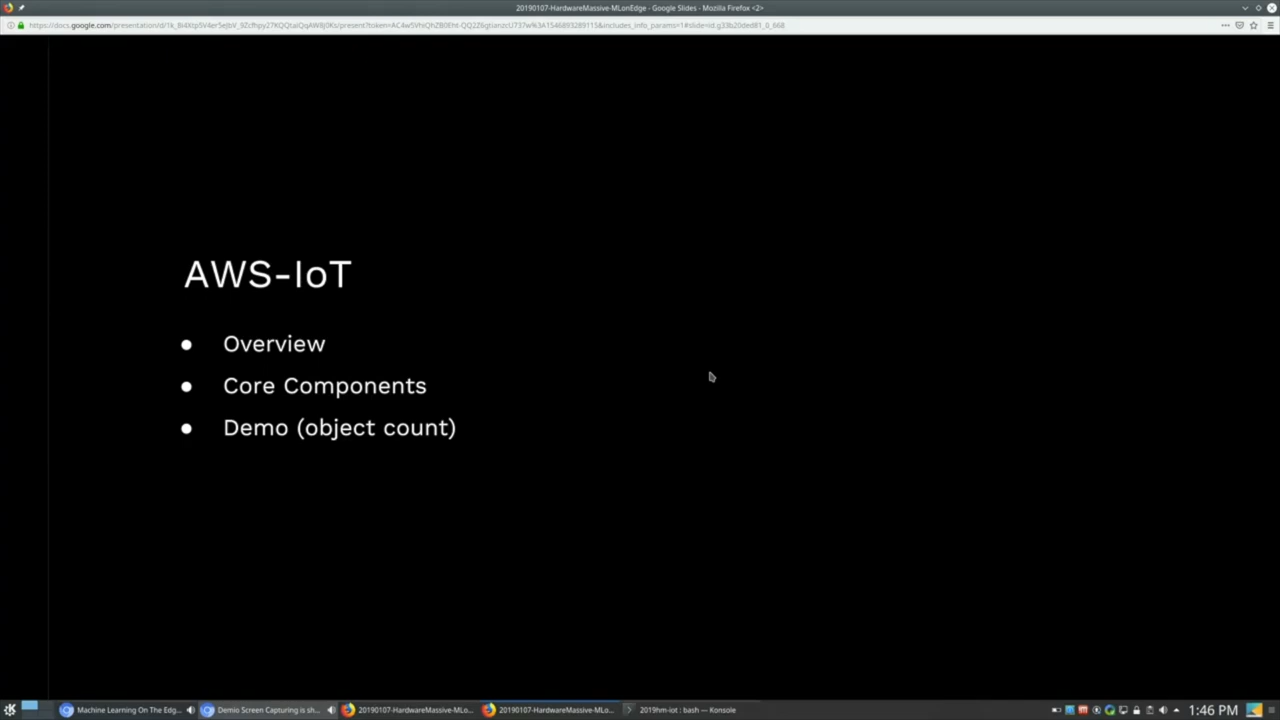 20190107-HardwareMassive-MLonEdge - Google Slides - Mozilla Firefox <2>
AWS-IoT
● Overview
● Core Components
● Demo (object count)
Machine Learning On The Edg... Demio Screen Capturing is sh... 20190107-HardwareMassive-MLo... 20190107-HardwareMassive-MLo... 2019hm-iot : bash — Konsole 1:46 PM